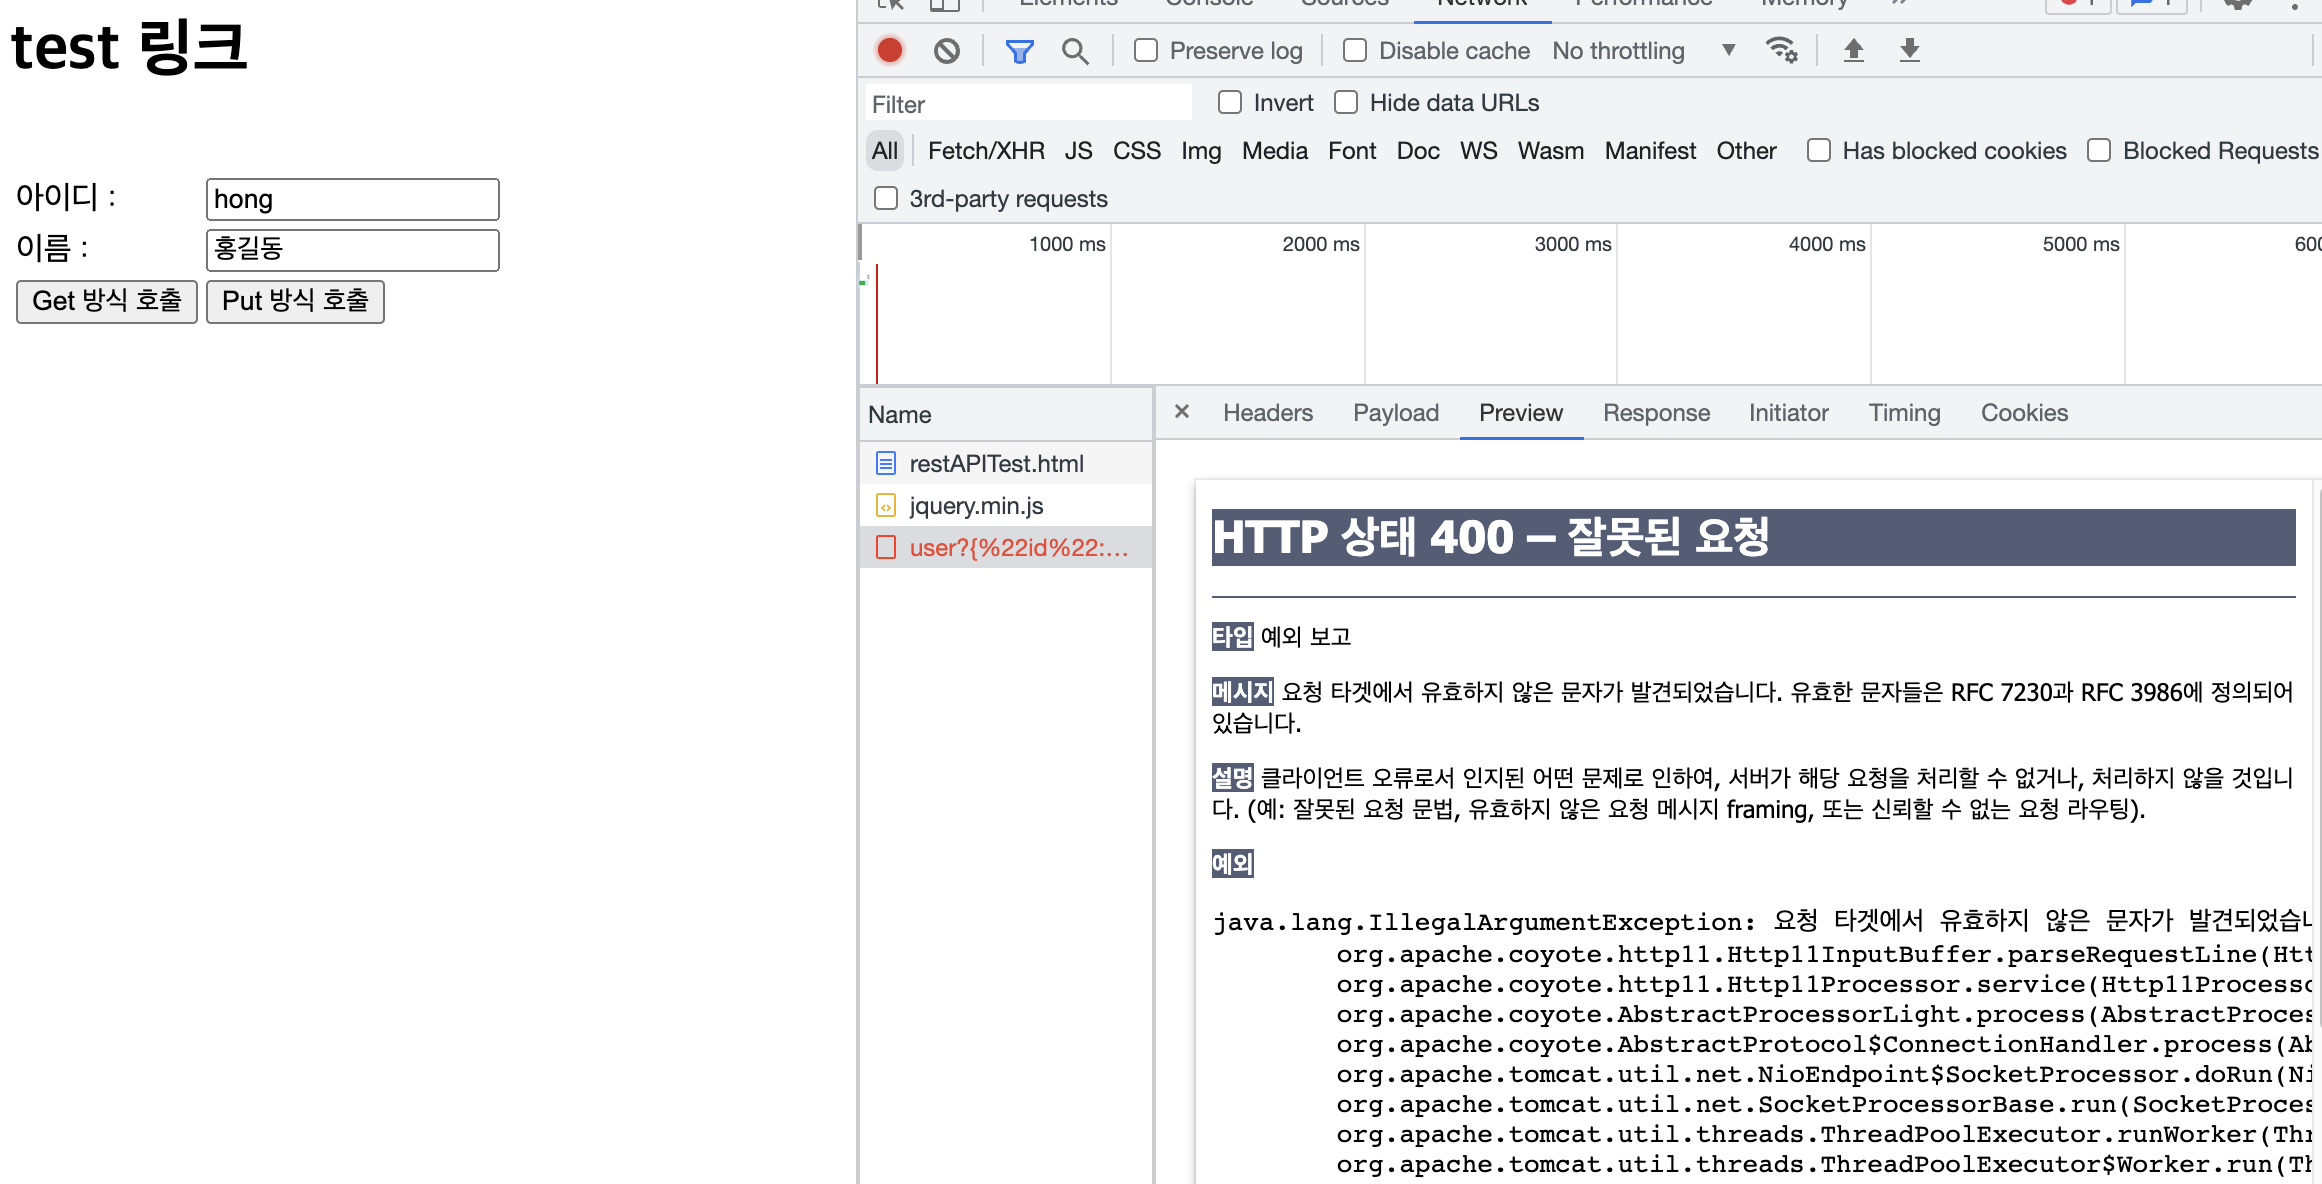 test 링크
아이디 :
hong
이름 :
홍길동
Get 방식 호출 Put 방식 호출
Elements Console Sources Network Performance Memory
Preserve log Disable cache No throttling
Filter Invert Hide data URLs
All Fetch/XHR JS CSS Img Media Font Doc WS Wasm Manifest Other Has blocked cookies Blocked Requests
3rd-party requests
1000 ms 2000 ms 3000 ms 4000 ms 5000 ms
Name
restAPITest.html
jquery.min.js
user?{%22id%22:...
× Headers Payload Preview Response Initiator Timing Cookies
HTTP 상태 400 – 잘못된 요청
타입 예외 보고
메시지 요청 타겟에서 유효하지 않은 문자가 발견되었습니다. 유효한 문자들은 RFC 7230과 RFC 3986에 정의되어
있습니다.
설명 클라이언트 오류로서 인지된 어떤 문제로 인하여, 서버가 해당 요청을 처리할 수 없거나, 처리하지 않을 것입니
다. (예: 잘못된 요청 문법, 유효하지 않은 요청 메시지 framing, 또는 신뢰할 수 없는 요청 라우팅).
예외
java.lang.IllegalArgumentException: 요청 타겟에서 유효하지 않은 문자가 발견되었습
org.apache.coyote.http11.Http11InputBuffer.parseRequestLine(Htt
org.apache.coyote.http11.Http11Processor.service(Http11Process
org.apache.coyote.AbstractProcessorLight.process(AbstractProces
org.apache.coyote.AbstractProtocol$ConnectionHandler.process(Ab
org.apache.tomcat.util.net.NioEndpoint$SocketProcessor.doRun(Ni
org.apache.tomcat.util.net.SocketProcessorBase.run(SocketProces
org.apache.tomcat.util.threads.ThreadPoolExecutor.runWorker(Thr
org.apache.tomcat.util.threads.ThreadPoolExecutor$Worker.run(Th